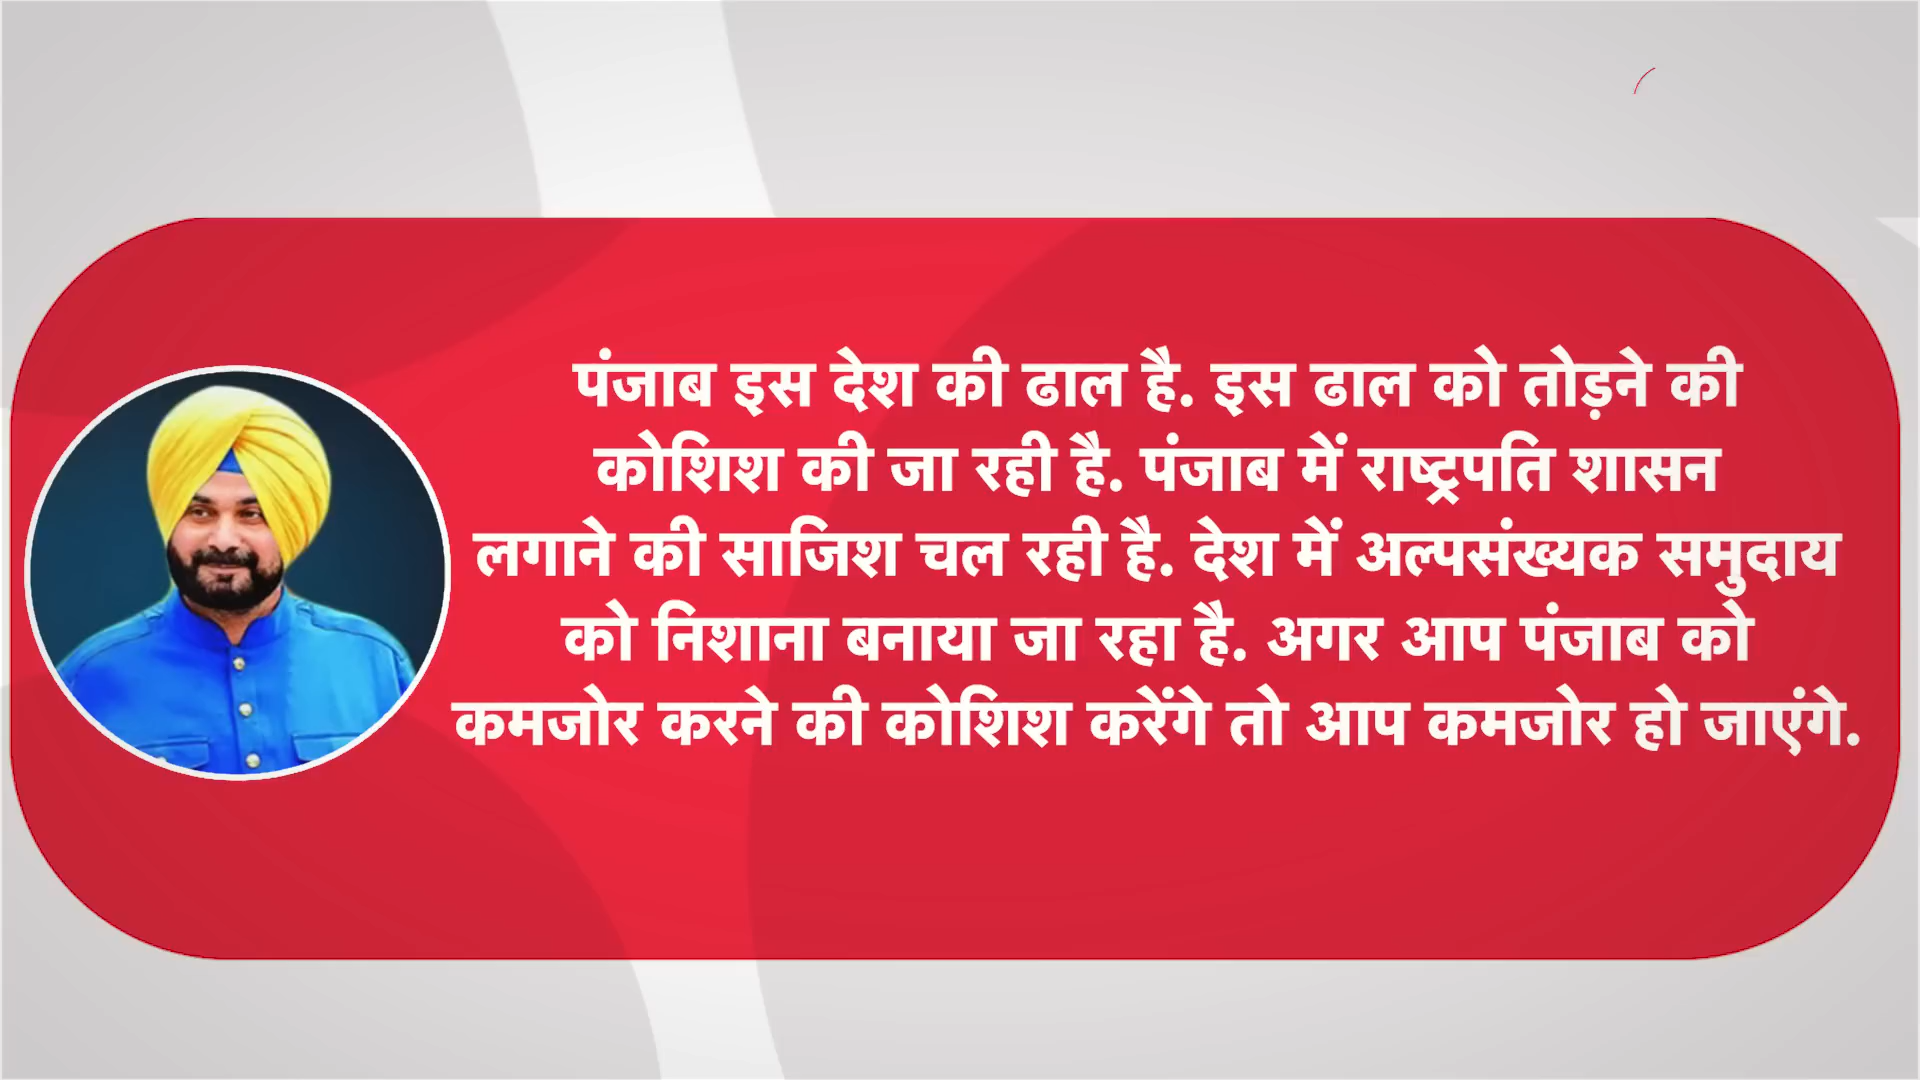 पंजाब इस देश की ढाल है. इस ढाल को तोड़ने की
कोशिश की जा रही है. पंजाब में राष्ट्रपति शासन
लगाने की साजिश चल रही है. देश में अल्पसंख्यक समुदाय
को निशाना बनाया जा रहा है. अगर आप पंजाब को
कमजोर करने की कोशिश करेंगे तो आप कमजोर हो जाएंगे.